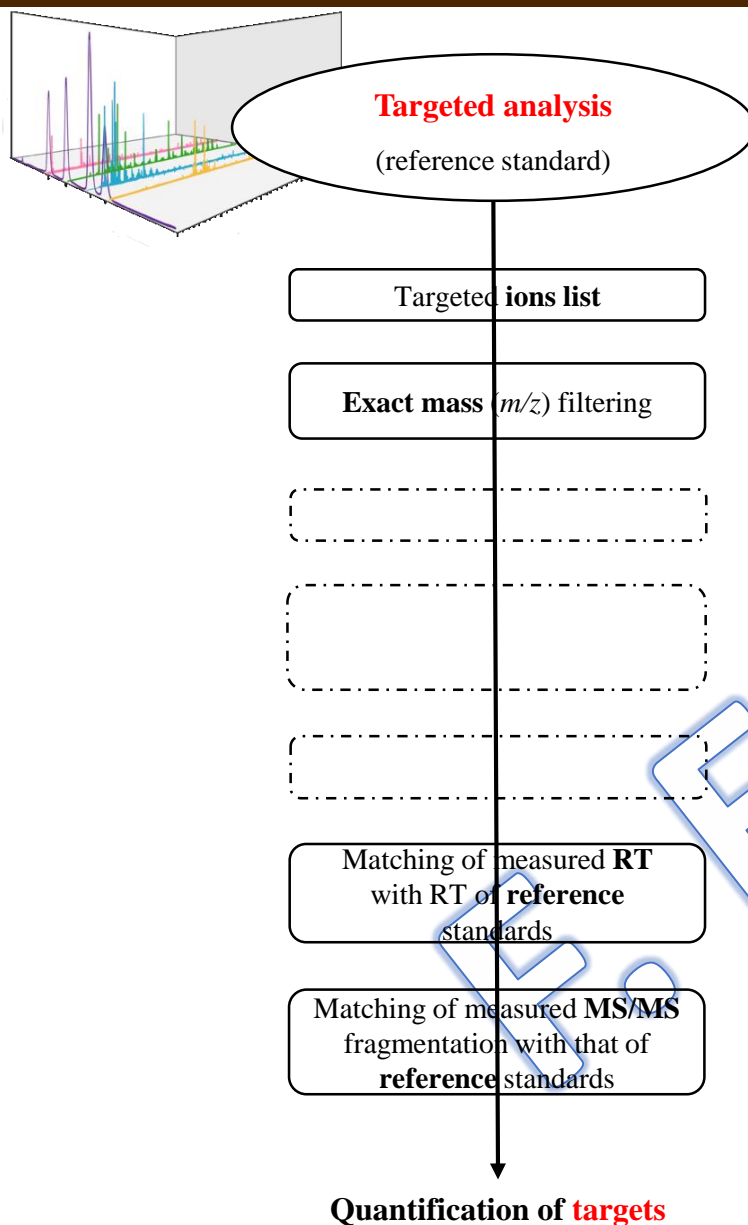 Targeted analysis
(reference standard)
Targeted ions list
Exact mass (m/z) filtering
Matching of measured RT
with RT of reference
standards
Matching of measured MS/MS
fragmentation with that of
reference standards
F. F
Quantification of targets